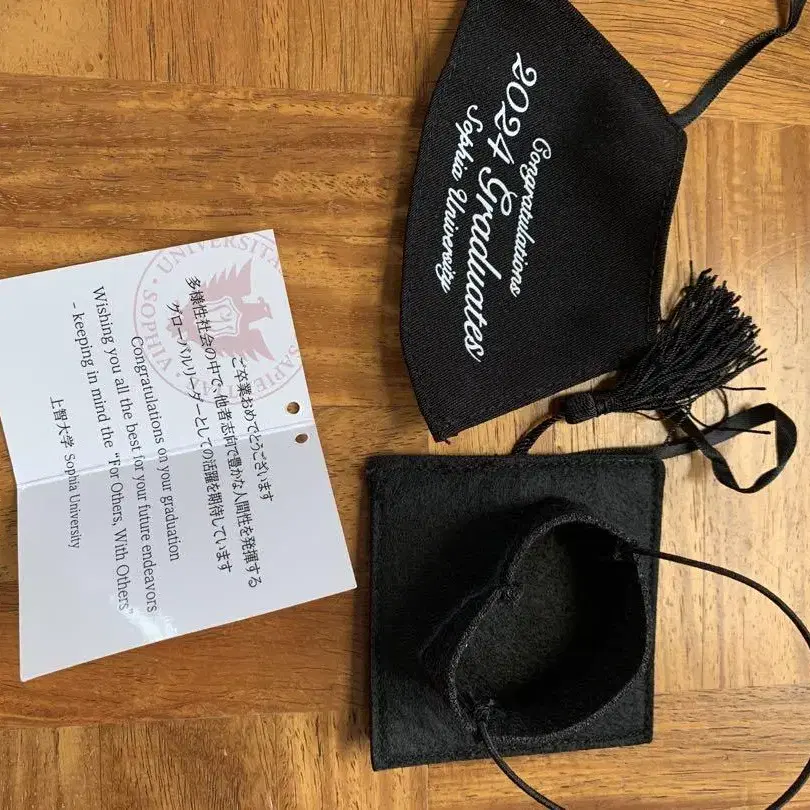 ご卒業おめでとうございます
多様性社会の中で、他者志向で豊かな人間性を発揮する
グローバルリーダーとしての活躍を期待しています
Congratulations on your graduation
Wishing you all the best for your future endeavors
– keeping in mind the “For Others, With Others”
上智大学 Sophia University
Congratulations
2024 Graduates
Sophia University